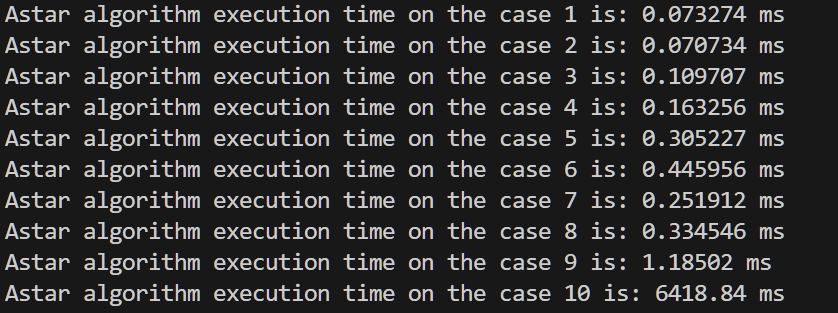 Astar algorithm execution time on the case 1 is: 0.073274 ms
Astar algorithm execution time on the case 2 is: 0.070734 ms
Astar algorithm execution time on the case 3 is: 0.109707 ms
Astar algorithm execution time on the case 4 is: 0.163256 ms
Astar algorithm execution time on the case 5 is: 0.305227 ms
Astar algorithm execution time on the case 6 is: 0.445956 ms
Astar algorithm execution time on the case 7 is: 0.251912 ms
Astar algorithm execution time on the case 8 is: 0.334546 ms
Astar algorithm execution time on the case 9 is: 1.18502 ms
Astar algorithm execution time on the case 10 is: 6418.84 ms